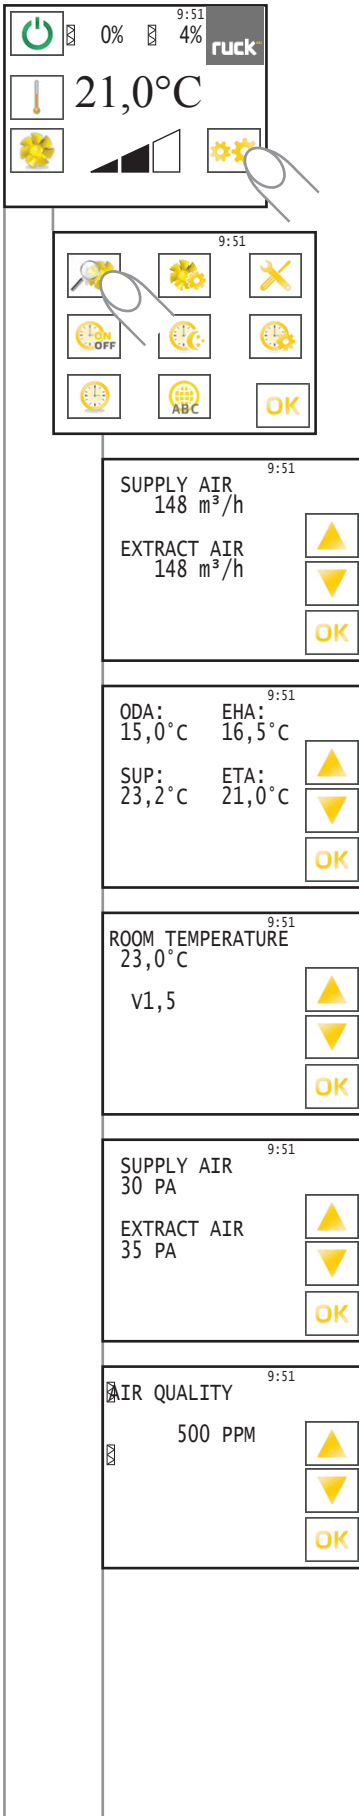 9:51
0% 4%
ruck
21,0°C
9:51
ON
OFF
ABC
OK
9:51
SUPPLY AIR
148 m³/h
EXTRACT AIR
148 m³/h
OK
9:51
ODA: EHA:
15,0°C 16,5°C
SUP: ETA:
23,2°C 21,0°C
OK
9:51
ROOM TEMPERATURE
23,0°C
V1,5
OK
9:51
SUPPLY AIR
30 PA
EXTRACT AIR
35 PA
OK
9:51
AIR QUALITY
500 PPM
OK